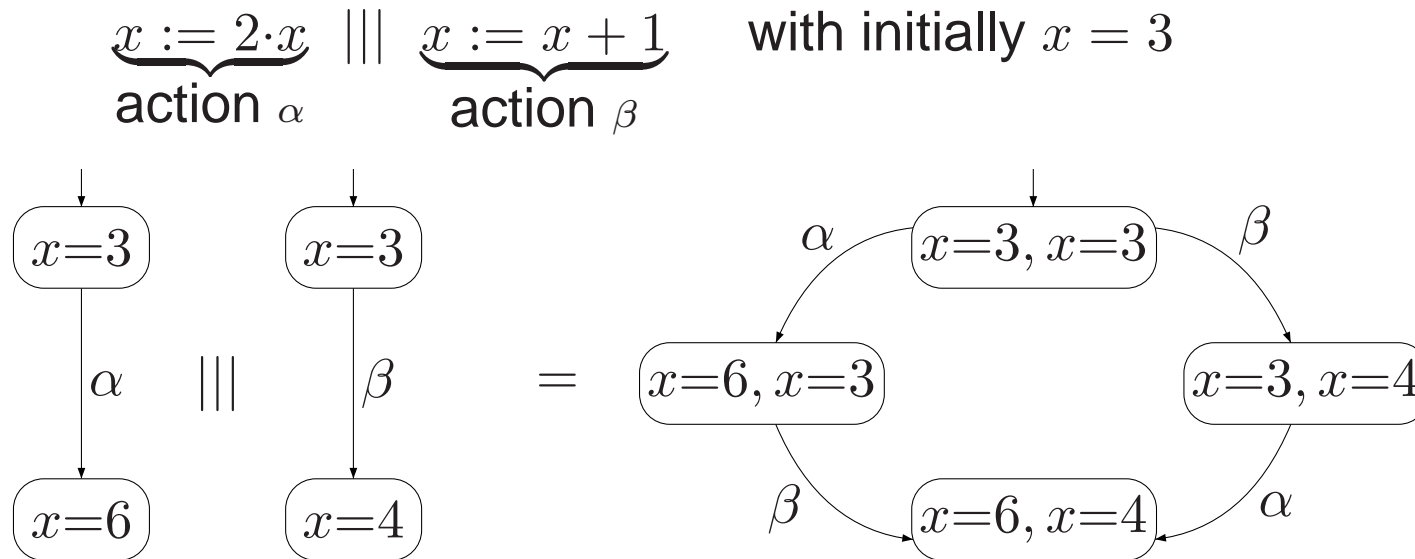 x := 2·x ||| x := x + 1 with initially x = 3
action α action β
x=3 x=3 x=3, x=3
α β
α ||| β = x=6, x=3 x=3, x=4
x=6 x=4 β x=6, x=4 α